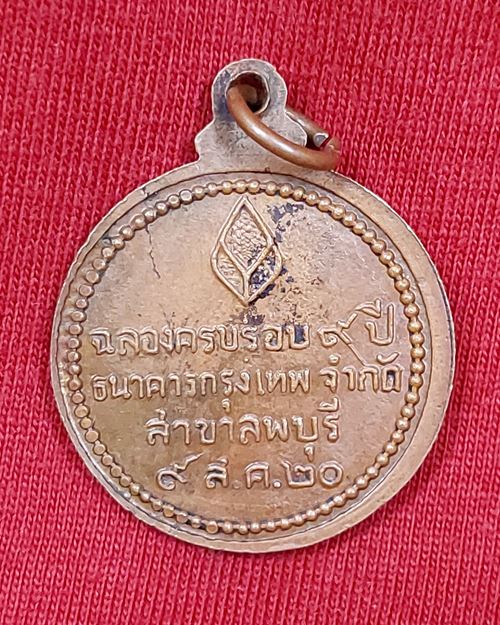 ฉลองครบรอบ ๙ ปี
ธนาคารกรุงเทพ จำกัด
สาขาลพบุรี
๙ ส.ค.๒๐